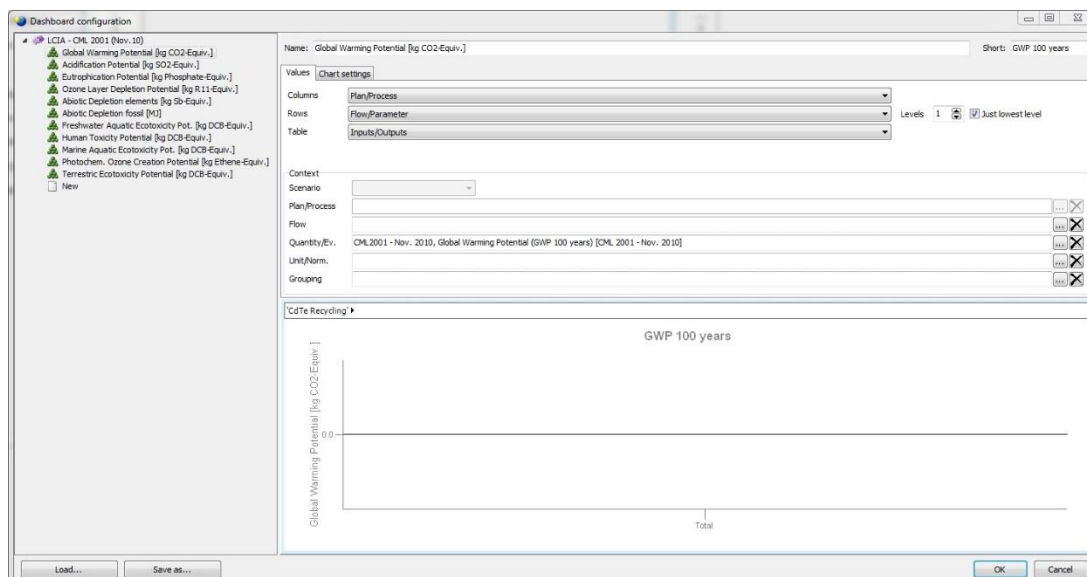 Dashboard configuration
LCIA - CML 2001 (Nov.10)
Global Warming Potential [kg CO2-Equiv.]
Acidification Potential [kg SO2-Equiv.]
Eutrophication Potential [kg Phosphate-Equiv.]
Ozone Layer Depletion Potential [kg R11-Equiv.]
Abiotic Depletion elements [kg Sb-Equiv.]
Abiotic Depletion fossil [MJ]
Freshwater Aquatic Ecotoxicity Pot. [kg DCB-Equiv.]
Human Toxicity Potential [kg DCB-Equiv.]
Marine Aquatic Ecotoxicity Pot. [kg DCB-Equiv.]
Photochem. Ozone Creation Potential [kg Ethene-Equiv.]
Terrestric Ecotoxicity Potential [kg DCB-Equiv.]
New
Name: Global Warming Potential [kg CO2-Equiv.] Short: GWP 100 years
Values Chart settings
Columns Plan/Process
Rows Flow/Parameter Levels 1 Just lowest level
Table Inputs/Outputs
Context
Scenario
Plan/Process ...
Flow ...
Quantity/Ev. CML2001 - Nov. 2010, Global Warming Potential (GWP 100 years) [CML 2001 - Nov. 2010] ...
Unit/Norm. ...
Grouping ...
'CdTe Recycling'
GWP 100 years
Global Warming Potential [kg CO2-Equiv.]
0.0
Total
Load... Save as... OK Cancel